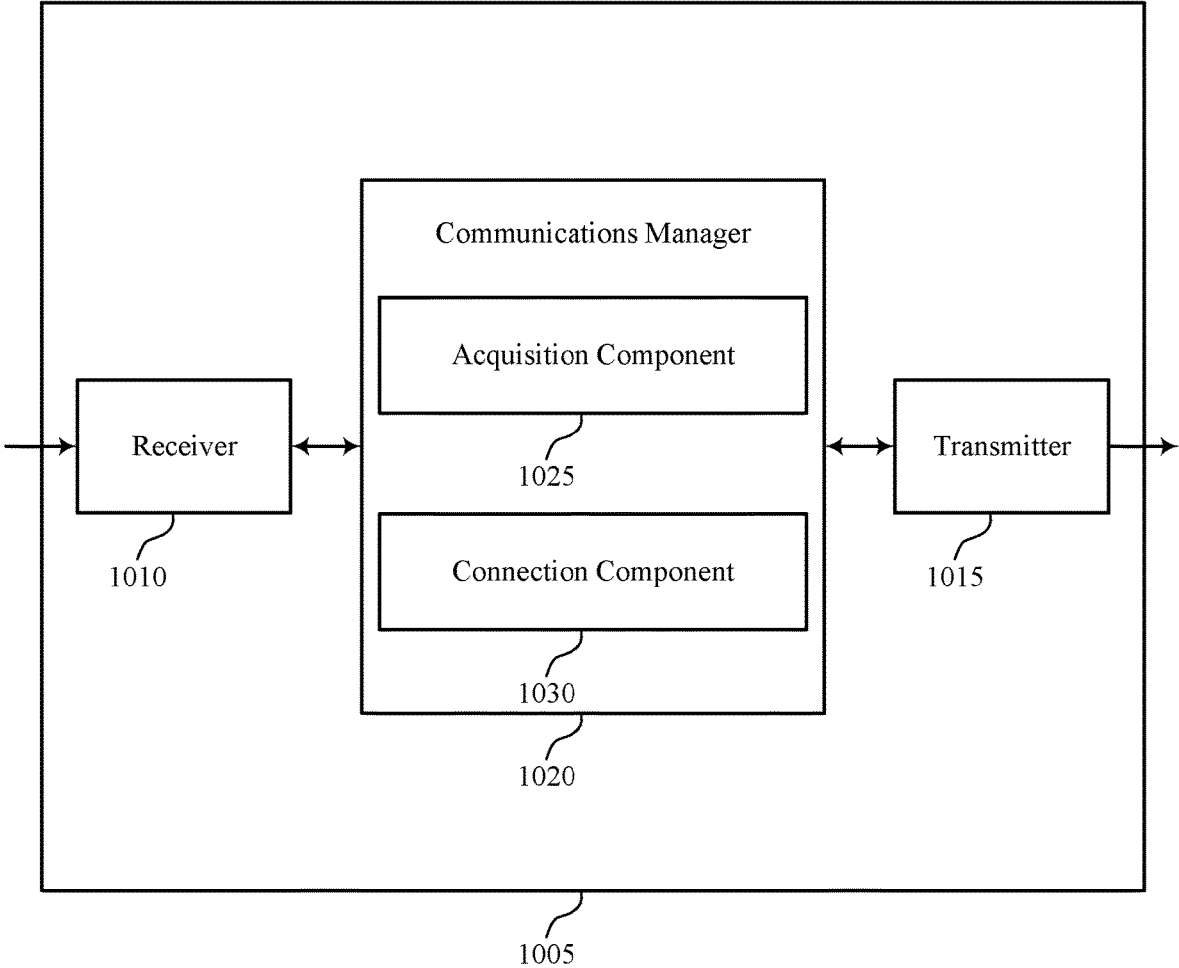 Communications Manager
Acquisition Component
1025
Receiver
1010
Transmitter
1015
Connection Component
1030
1020
1005